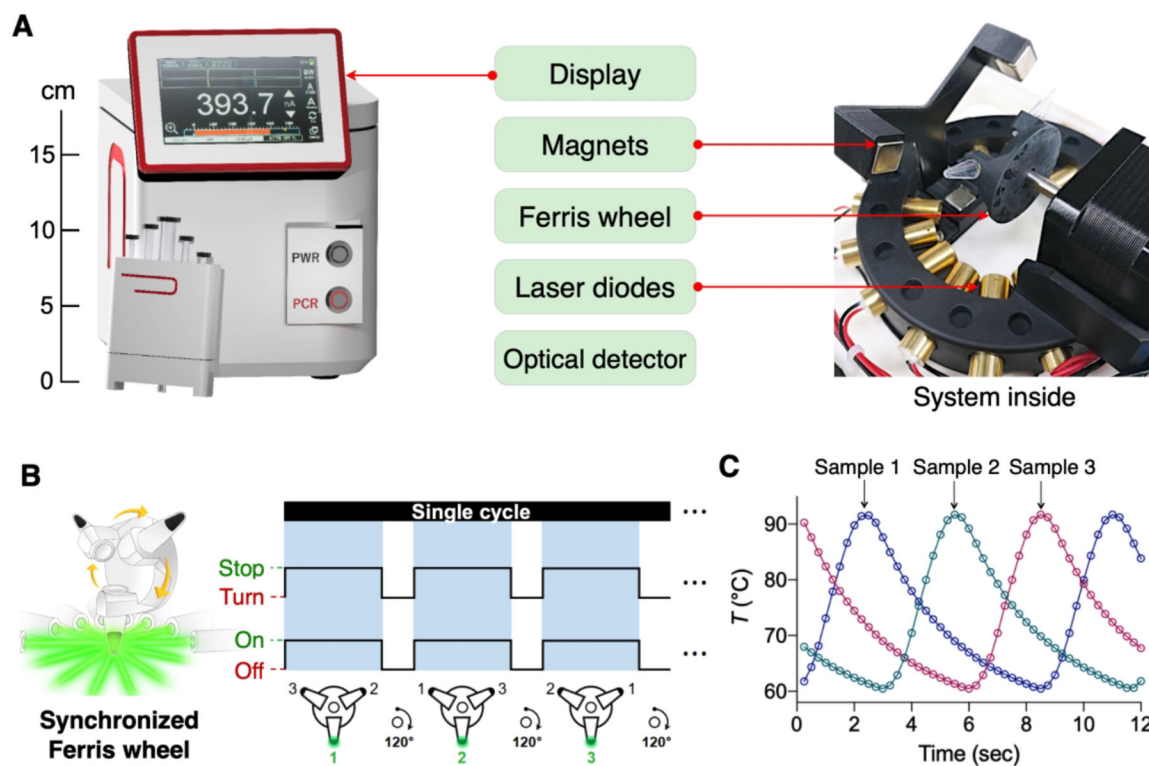 A
cm
15
10
5
0
393.7
nA
PWR
PCR
Display
Magnets
Ferris wheel
Laser diodes
Optical detector
System inside
B
Synchronized
Ferris wheel
Single cycle
...
Stop
Turn
...
On
Off
...
3 2 1 3 2 1
120° 120° 120°
1 2 3
C
Sample 1 Sample 2 Sample 3
T (°C)
90
80
70
60
0 2 4 6 8 10 12
Time (sec)